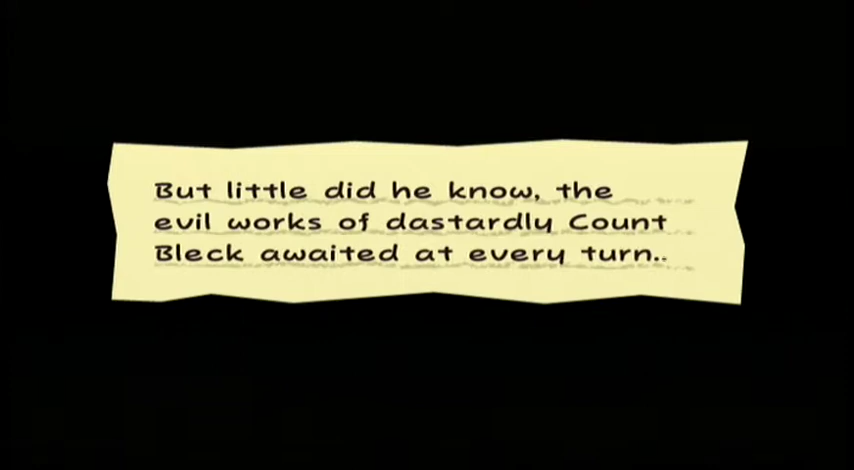 But little did he know, the
evil works of dastardly Count
Bleck awaited at every turn..